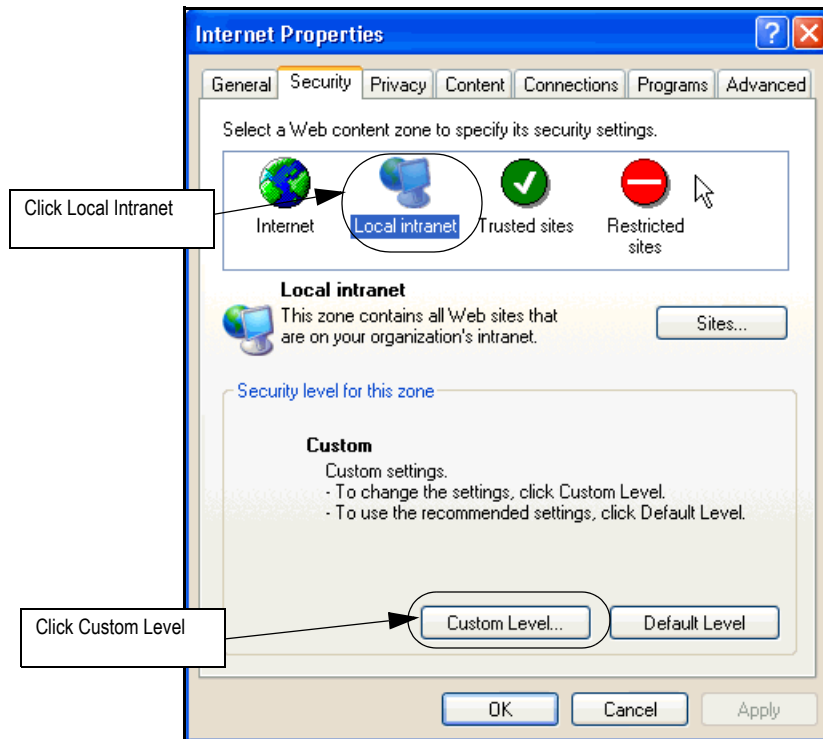 Internet Properties
General Security Privacy Content Connections Programs Advanced
Select a Web content zone to specify its security settings.
Click Local Intranet
Internet Local intranet Trusted sites Restricted
sites
Local intranet
This zone contains all Web sites that
are on your organization's intranet.
Sites...
Security level for this zone
Custom
Custom settings.
- To change the settings, click Custom Level.
- To use the recommended settings, click Default Level.
Click Custom Level
Custom Level... Default Level
OK Cancel Apply